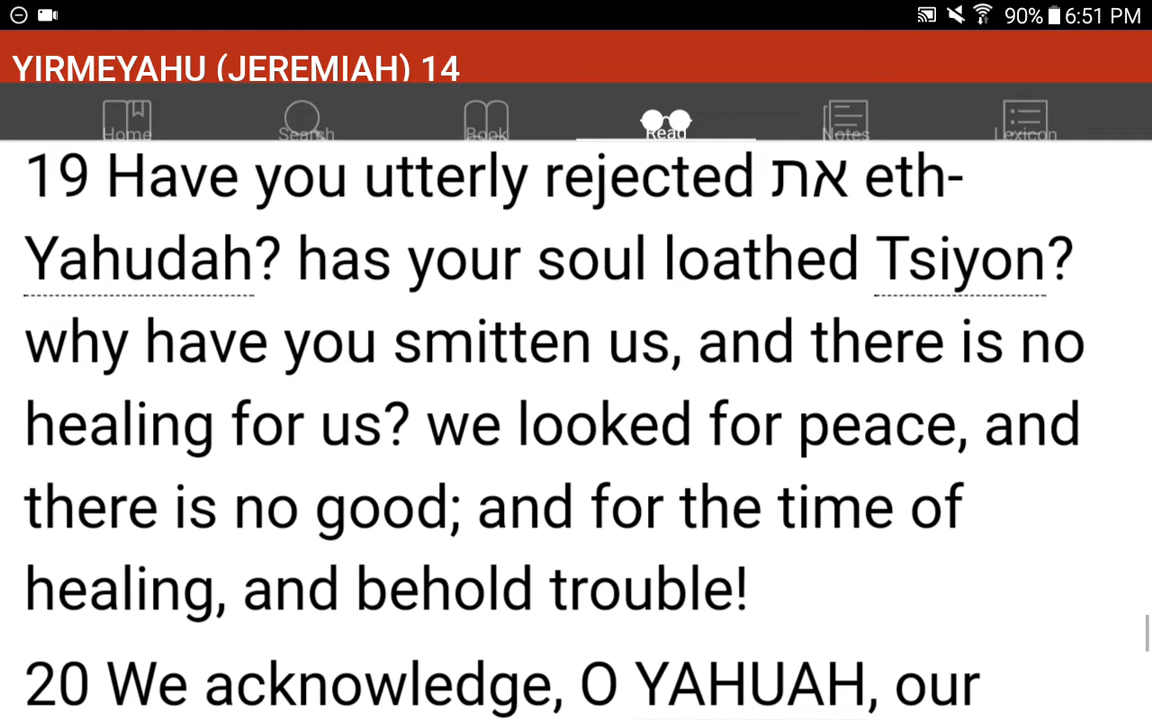 90% 6:51 PM
YIRMEYAHU (JEREMIAH) 14
Home Search Book Read Notes Lexicon
19 Have you utterly rejected את eth-
Yahudah? has your soul loathed Tsiyon?
why have you smitten us, and there is no
healing for us? we looked for peace, and
there is no good; and for the time of
healing, and behold trouble!
20 We acknowledge, O YAHUAH, our